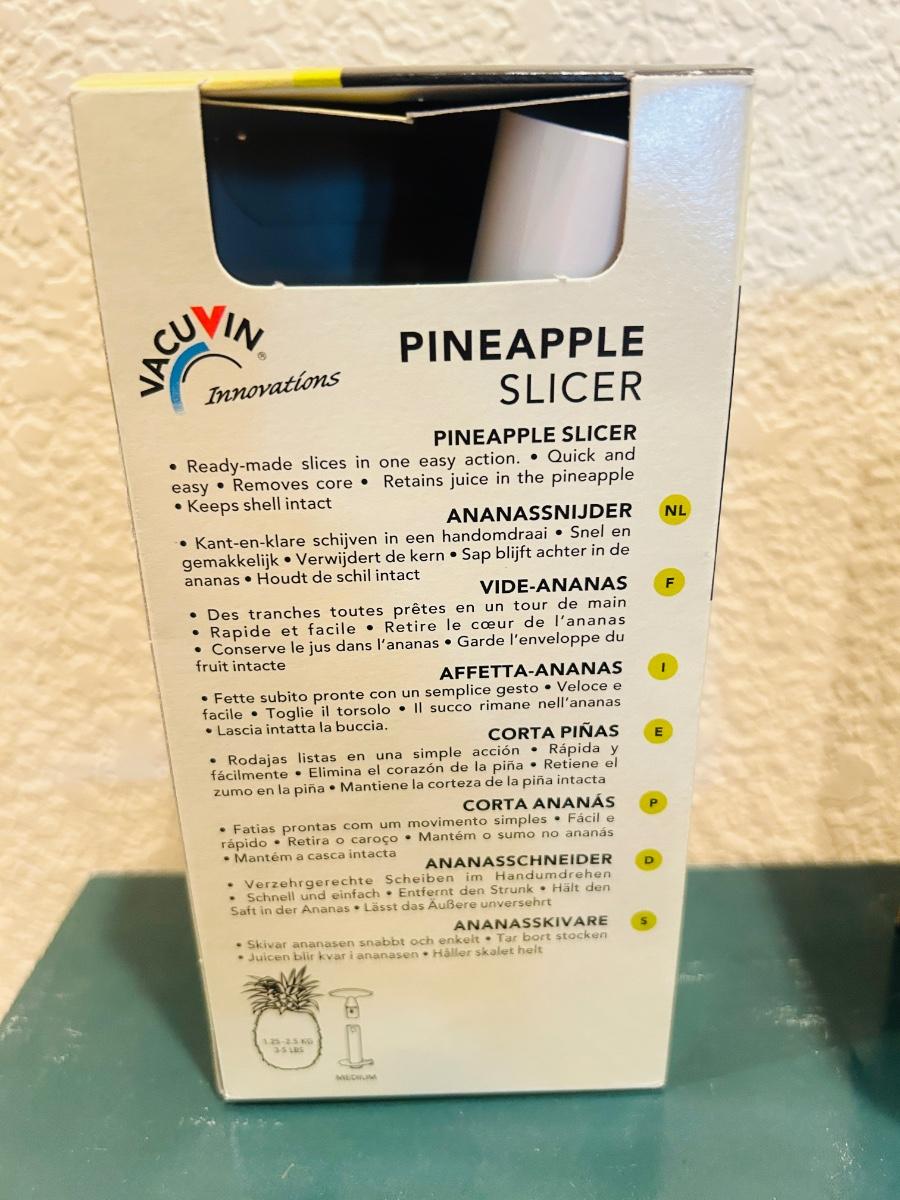 VACUVIN®
Innovations
PINEAPPLE
SLICER
PINEAPPLE SLICER
• Ready-made slices in one easy action. • Quick and
easy • Removes core • Retains juice in the pineapple
• Keeps shell intact
ANANASSNIJDER NL
• Kant-en-klare schijven in een handomdraai • Snel en
gemakkelijk • Verwijdert de kern • Sap blijft achter in de
ananas • Houdt de schil intact
VIDE-ANANAS F
• Des tranches toutes prêtes en un tour de main
• Rapide et facile • Retire le cœur de l'ananas
• Conserve le jus dans l'ananas • Garde l'enveloppe du
fruit intacte
AFFETTA-ANANAS I
• Fette subito pronte con un semplice gesto • Veloce e
facile • Toglie il torsolo • Il succo rimane nell'ananas
• Lascia intatta la buccia.
CORTA PIÑAS E
• Rodajas listas en una simple acción • Rápida y
fácilmente • Elimina el corazón de la piña • Retiene el
zumo en la piña • Mantiene la corteza de la piña intacta
CORTA ANANÁS P
• Fatias prontas com um movimento simples • Fácil e
rápido • Retira o caroço • Mantém o sumo no ananás
• Mantém a casca intacta
ANANASSCHNEIDER D
• Verzehrgerechte Scheiben im Handumdrehen
• Schnell und einfach • Entfernt den Strunk • Hält den
Saft in der Ananas • Lässt das Äußere unversehrt
ANANASSKIVARE S
• Skivar ananasen snabbt och enkelt • Tar bort stocken
• Juicen blir kvar i ananasen • Håller skalet helt
1.25-2.5 KG
3-5 LBS
MEDIUM